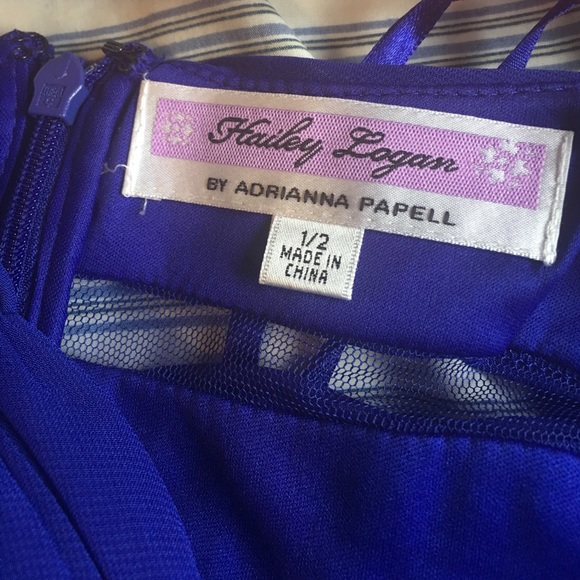 Hailey Logan
BY ADRIANNA PAPELL
1/2
MADE IN
CHINA